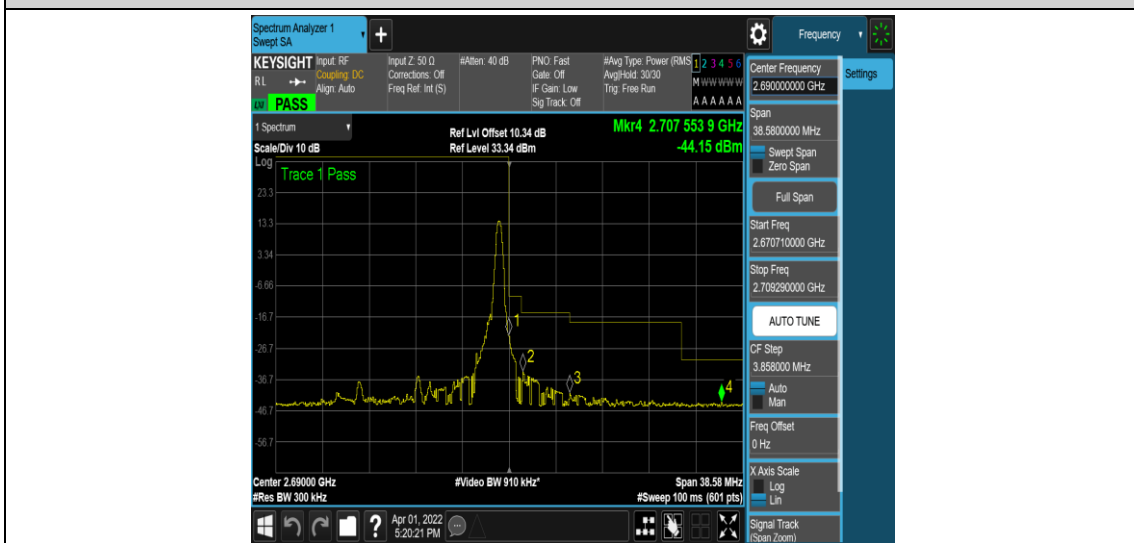 Spectrum Analyzer 1
Swept SA
Frequency
KEYSIGHT
RL
LXI PASS
Input: RF
Coupling: DC
Align: Auto
Input Z: 50 Ω
Corrections: Off
Freq Ref: Int (S)
#Atten: 40 dB
PNO: Fast
Gate: Off
IF Gain: Low
Sig Track: Off
#Avg Type: Power (RMS
Avg|Hold: 30/30
Trig: Free Run
1 2 3 4 5 6
M W W W W W
A A A A A A
1 Spectrum
Scale/Div 10 dB
Ref Lvl Offset 10.34 dB
Ref Level 33.34 dBm
Mkr4 2.707 553 9 GHz
-44.15 dBm
Log
Trace 1 Pass
23.3
13.3
3.34
-6.66
-16.7
-26.7
-36.7
-46.7
-56.7
1
2
3
4
Center 2.69000 GHz
#Res BW 300 kHz
#Video BW 910 kHz*
Span 38.58 MHz
#Sweep 100 ms (601 pts)
Apr 01, 2022
5:20:21 PM
Center Frequency
2.690000000 GHz
Settings
Span
38.5800000 MHz
Swept Span
Zero Span
Full Span
Start Freq
2.670710000 GHz
Stop Freq
2.709290000 GHz
AUTO TUNE
CF Step
3.858000 MHz
Auto
Man
Freq Offset
0 Hz
X Axis Scale
Log
Lin
Signal Track
(Span Zoom)